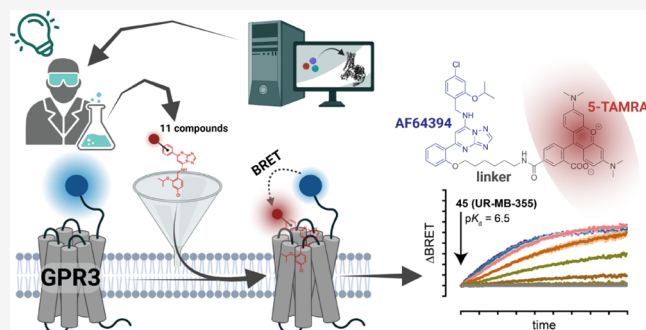 11 compounds
BRET
GPR3
Cl
O
NH
N
N
N
N
AF64394
O
linker
H
N
O
N
O
⊕
N
COO⊖
5-TAMRA
45 (UR-MB-355)
pKd = 6.5
ΔBRET
time